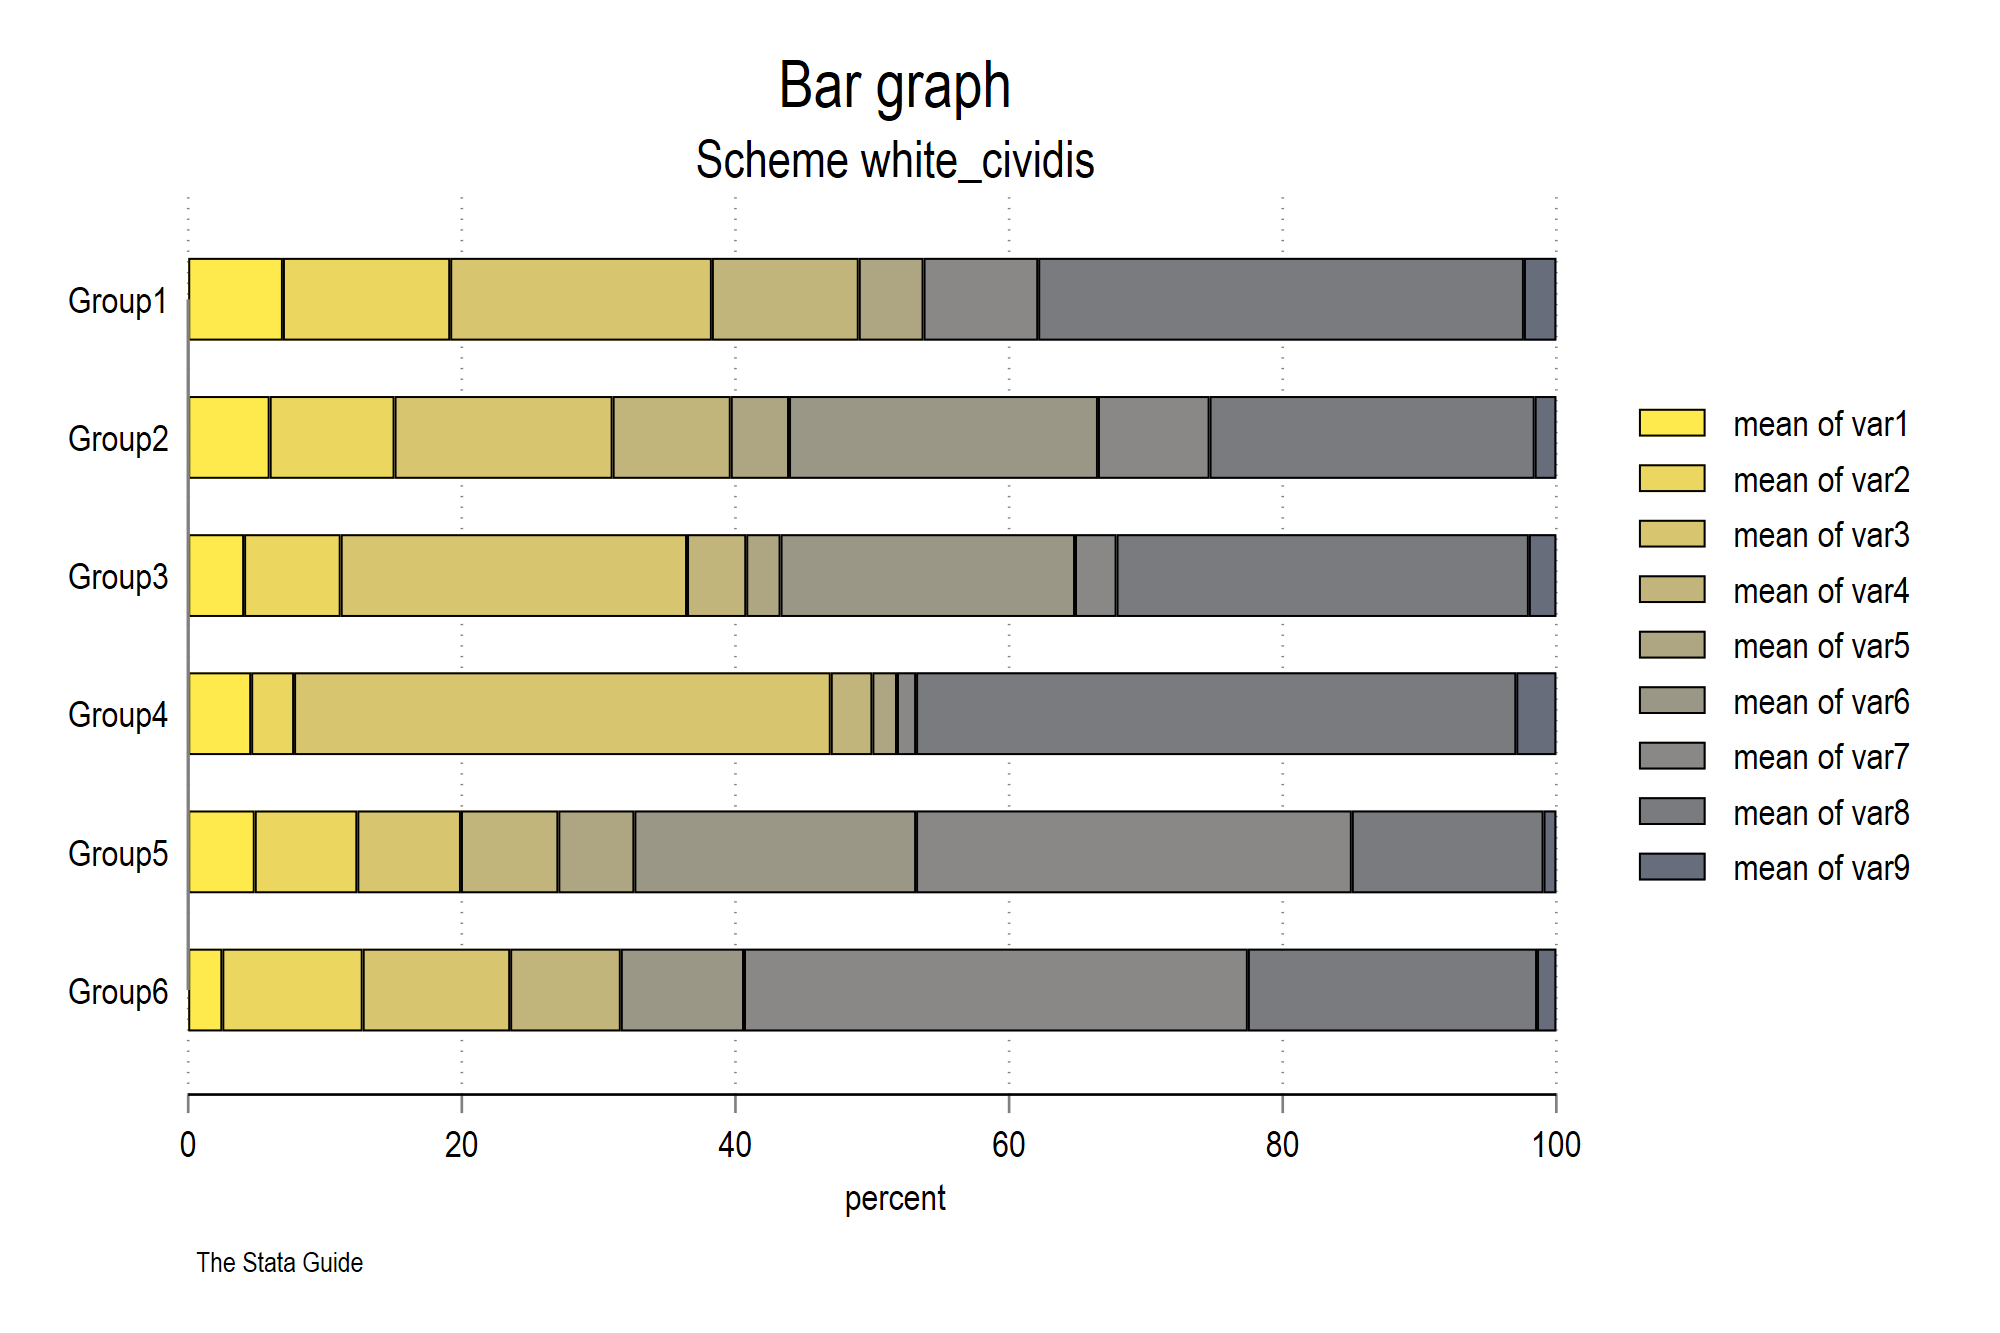 Bar graph
Scheme white_cividis
Group1
Group2
Group3
Group4
Group5
Group6
mean of var1
mean of var2
mean of var3
mean of var4
mean of var5
mean of var6
mean of var7
mean of var8
mean of var9
0 20 40 60 80 100
percent
The Stata Guide